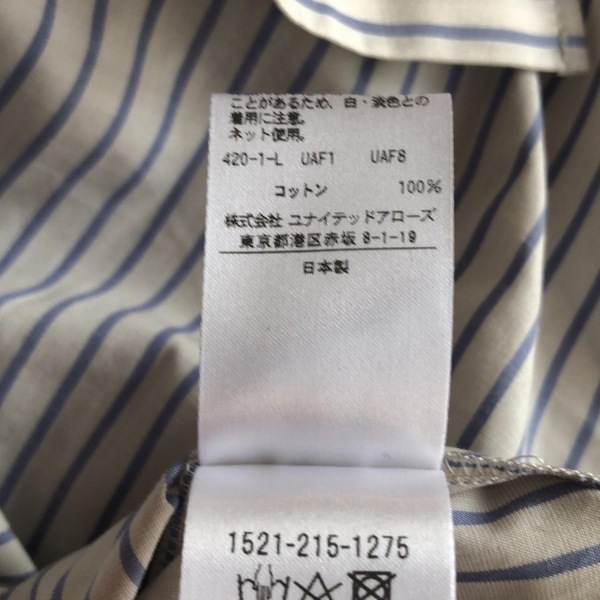 ことがあるため、白・淡色との
着用に注意。
ネット使用。
420-1-L UAF1 UAF8
コットン 100%
株式会社 ユナイテッドアローズ
東京都港区赤坂 8-1-19
日本製
1521-215-1275